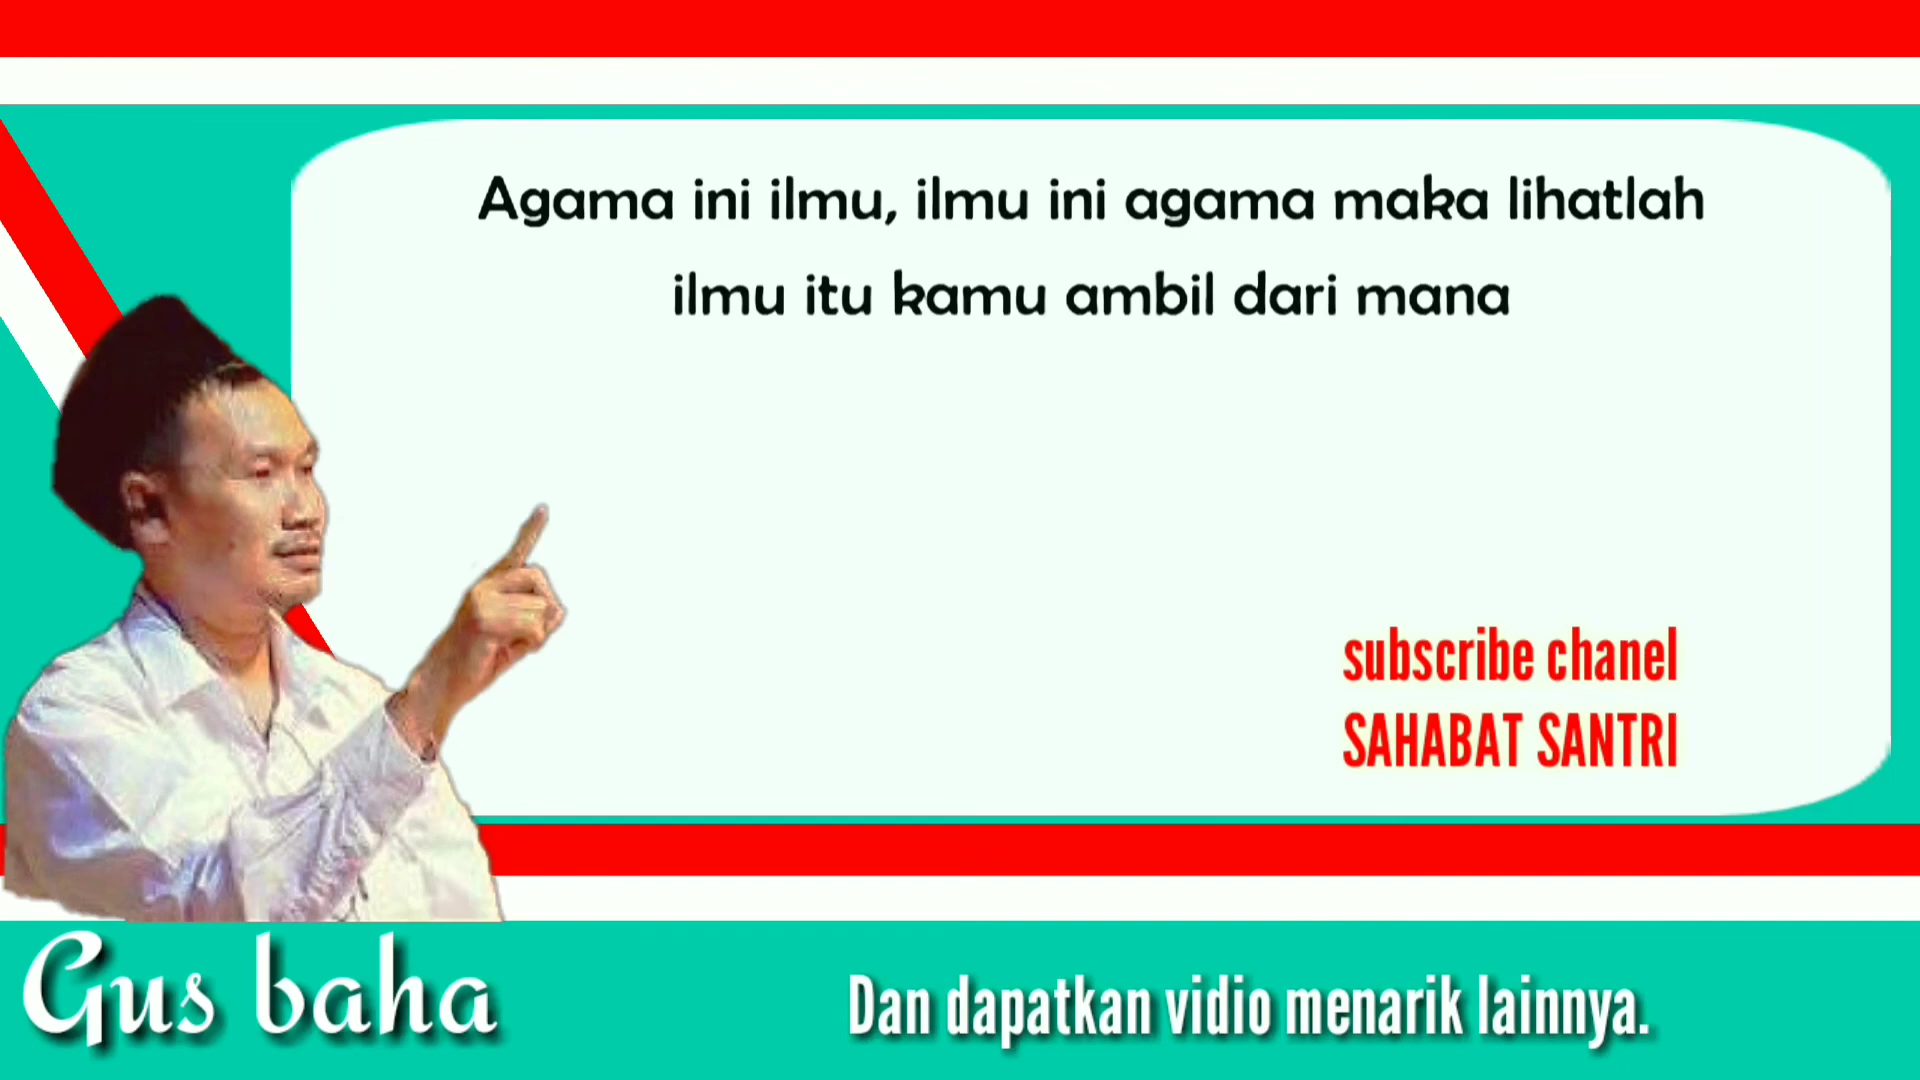 Agama ini ilmu, ilmu ini agama maka lihatlah
ilmu itu kamu ambil dari mana
subscribe chanel
SAHABAT SANTRI
Gus baha
Dan dapatkan vidio menarik lainnya.